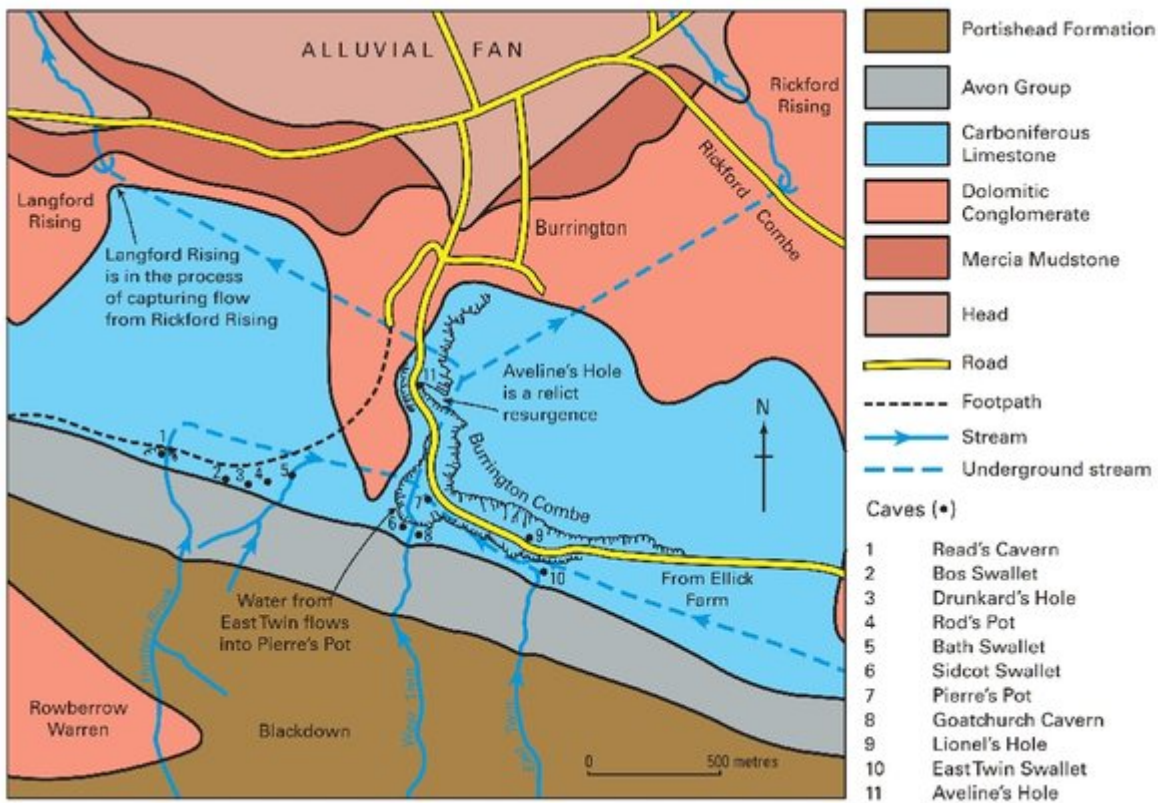 ALLUVIAL FAN
Rickford
Rising
Rickford Combe
Langford
Rising
Burrington
Langford Rising
is in the process
of capturing flow
from Rickford Rising
11
Aveline's Hole
is a relict
resurgence
N
Burrington Combe
1
2
3
4
5
6
7
8
9
10
From Ellick
Farm
Water from
East Twin flows
into Pierre's Pot
West Twin
East Twin
Rowberrow
Warren
Blackdown
0
500 metres
Portishead Formation
Avon Group
Carboniferous
Limestone
Dolomitic
Conglomerate
Mercia Mudstone
Head
Road
Footpath
Stream
Underground stream
Caves (•)
1 Read's Cavern
2 Bos Swallet
3 Drunkard's Hole
4 Rod's Pot
5 Bath Swallet
6 Sidcot Swallet
7 Pierre's Pot
8 Goatchurch Cavern
9 Lionel's Hole
10 East Twin Swallet
11 Aveline's Hole